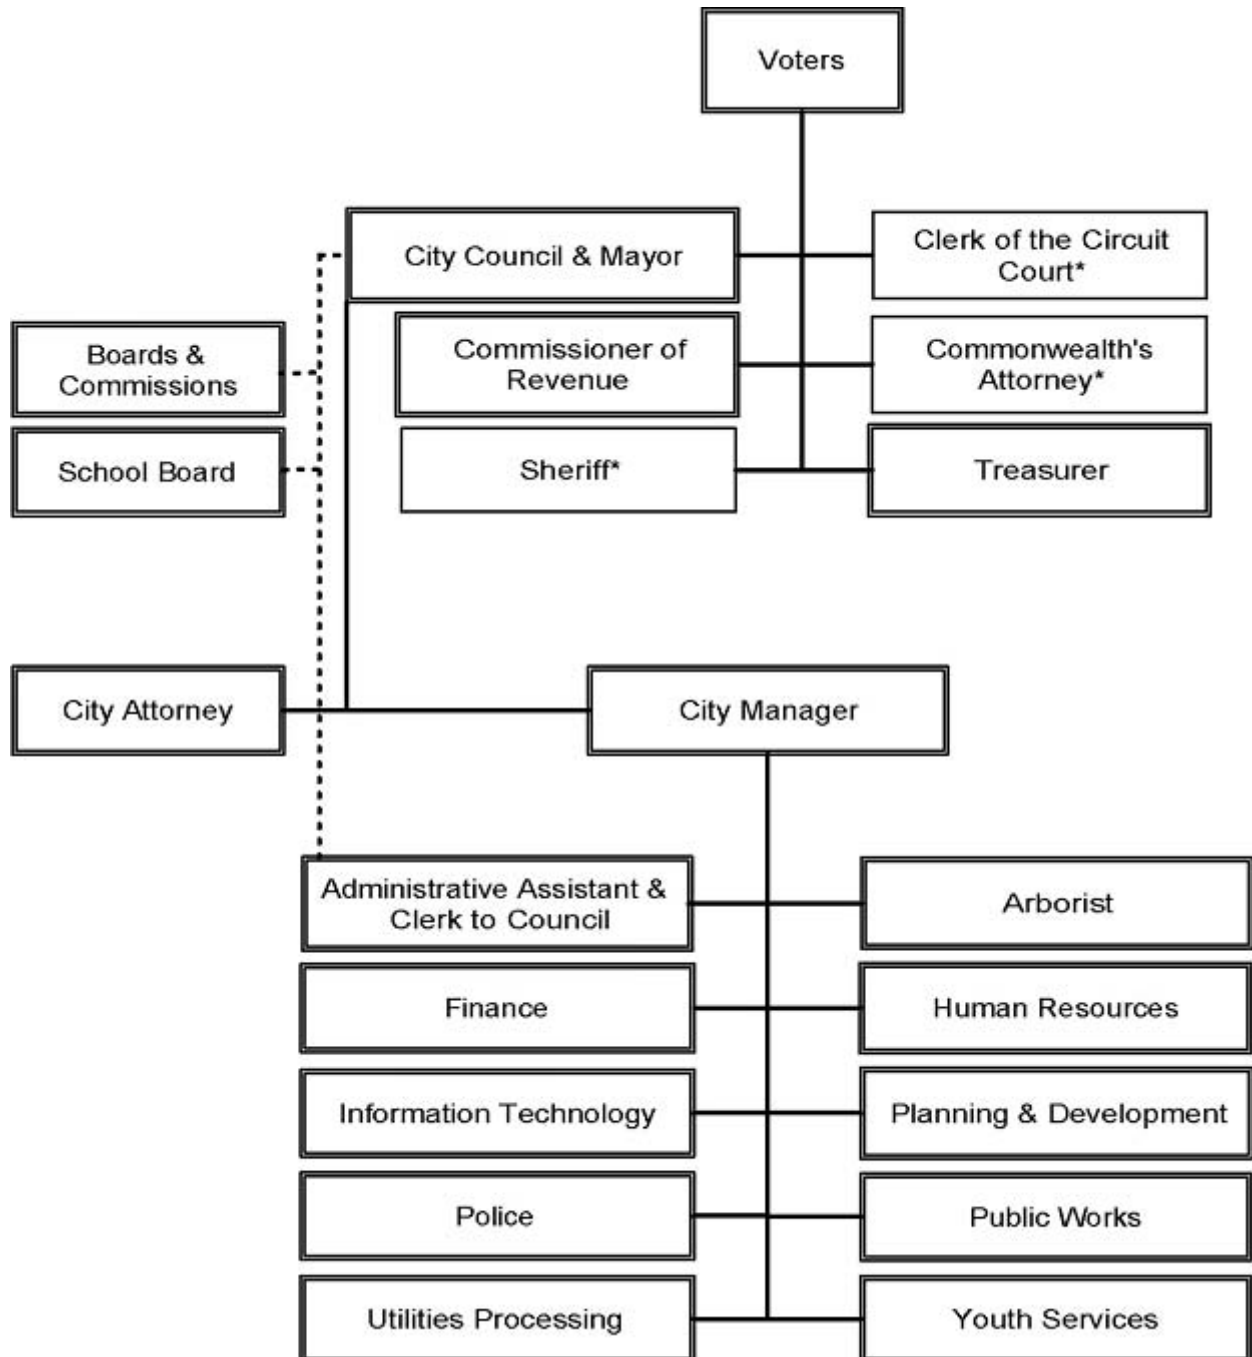 Voters
City Council & Mayor
Clerk of the Circuit
Court*
Boards &
Commissions
Commissioner of
Revenue
Commonwealth's
Attorney*
School Board
Sheriff*
Treasurer
City Attorney
City Manager
Administrative Assistant &
Clerk to Council
Arborist
Finance
Human Resources
Information Technology
Planning & Development
Police
Public Works
Utilities Processing
Youth Services